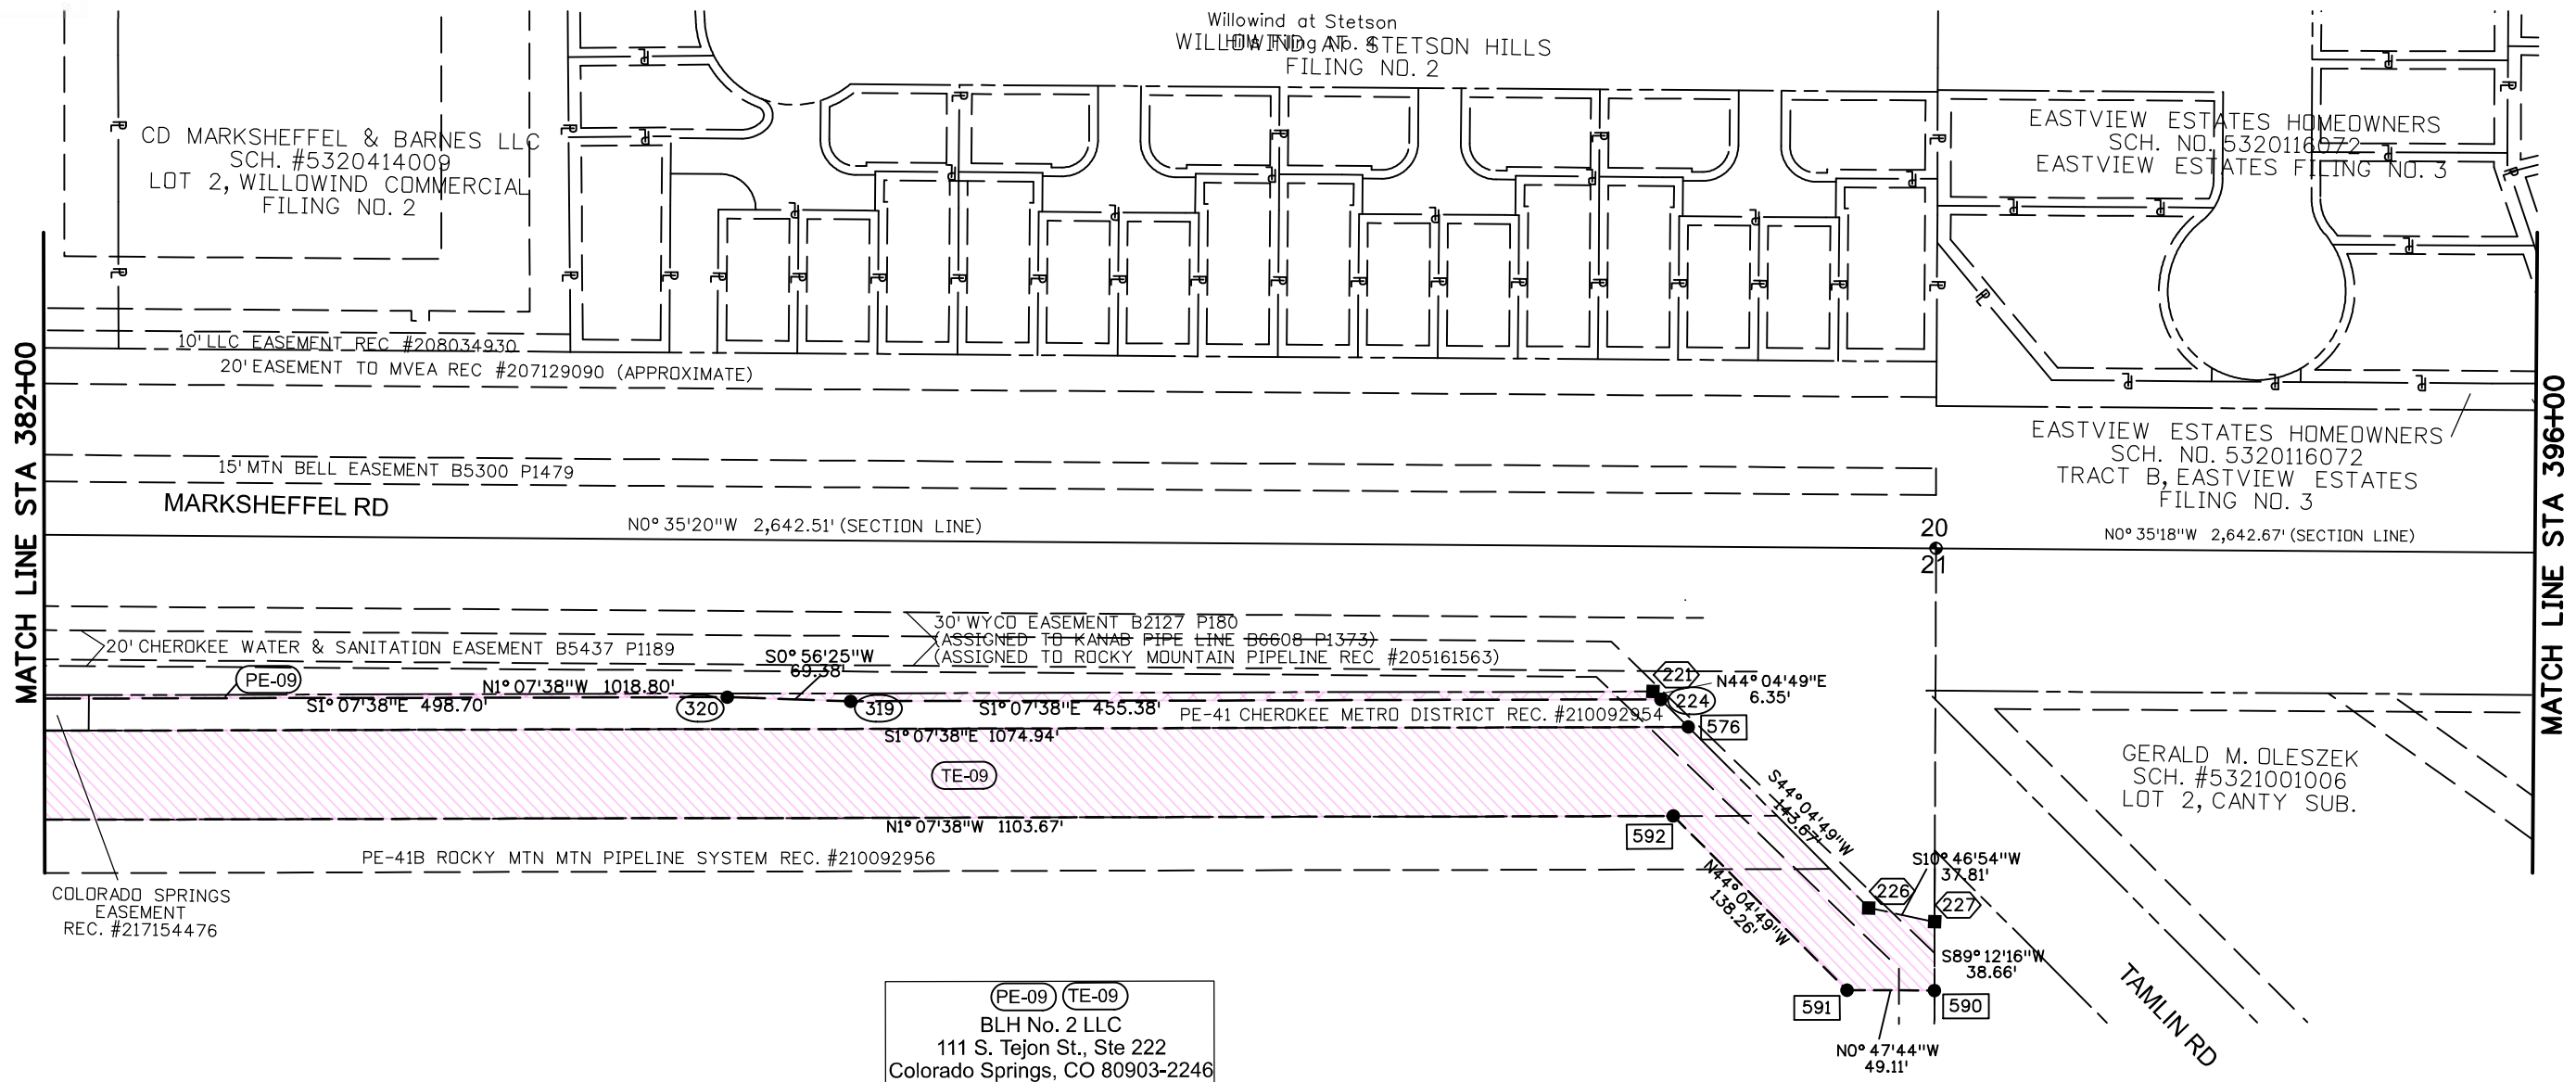 Willowind at Stetson
Hills Filing No. 4
WILLOWIND AT STETSON HILLS
FILING NO. 2
CD MARKSHEFFEL & BARNES LLC
SCH. #5320414009
LOT 2, WILLOWIND COMMERCIAL
FILING NO. 2
EASTVIEW ESTATES HOMEOWNERS
SCH. NO. 5320116072
EASTVIEW ESTATES FILING NO. 3
10' LLC EASEMENT REC #208034930
20' EASEMENT TO MVEA REC #207129090 (APPROXIMATE)
MATCH LINE STA 382+00
MATCH LINE STA 396+00
EASTVIEW ESTATES HOMEOWNERS
SCH. NO. 5320116072
TRACT B, EASTVIEW ESTATES
FILING NO. 3
15' MTN BELL EASEMENT B5300 P1479
MARKSHEFFEL RD
N0° 35'20"W 2,642.51' (SECTION LINE)
20
21
N0° 35'18"W 2,642.67' (SECTION LINE)
30' WYCO EASEMENT B2127 P180
(ASSIGNED TO KANAB PIPE LINE B6608 P1373)
(ASSIGNED TO ROCKY MOUNTAIN PIPELINE REC #205161563)
20' CHEROKEE WATER & SANITATION EASEMENT B5437 P1189
S0° 56'25"W
69.58'
PE-09
N1° 07'38"W 1018.80'
S1° 07'38"E 498.70'
320
319
S1° 07'38"E 455.38'
221
N44° 04'49"E
6.35'
224
PE-41 CHEROKEE METRO DISTRICT REC. #210092954
576
S1° 07'38"E 1074.94'
TE-09
S44° 04'49"W
143.67'
GERALD M. OLESZEK
SCH. #5321001006
LOT 2, CANTY SUB.
N1° 07'38"W 1103.67'
592
PE-41B ROCKY MTN MTN PIPELINE SYSTEM REC. #210092956
N44° 04'49"W
138.26'
S10° 46'54"W
37.81'
226
227
COLORADO SPRINGS
EASEMENT
REC. #217154476
S89° 12'16"W
38.66'
591
590
N0° 47'44"W
49.11'
TAMLIN RD
PE-09 TE-09
BLH No. 2 LLC
111 S. Tejon St., Ste 222
Colorado Springs, CO 80903-2246